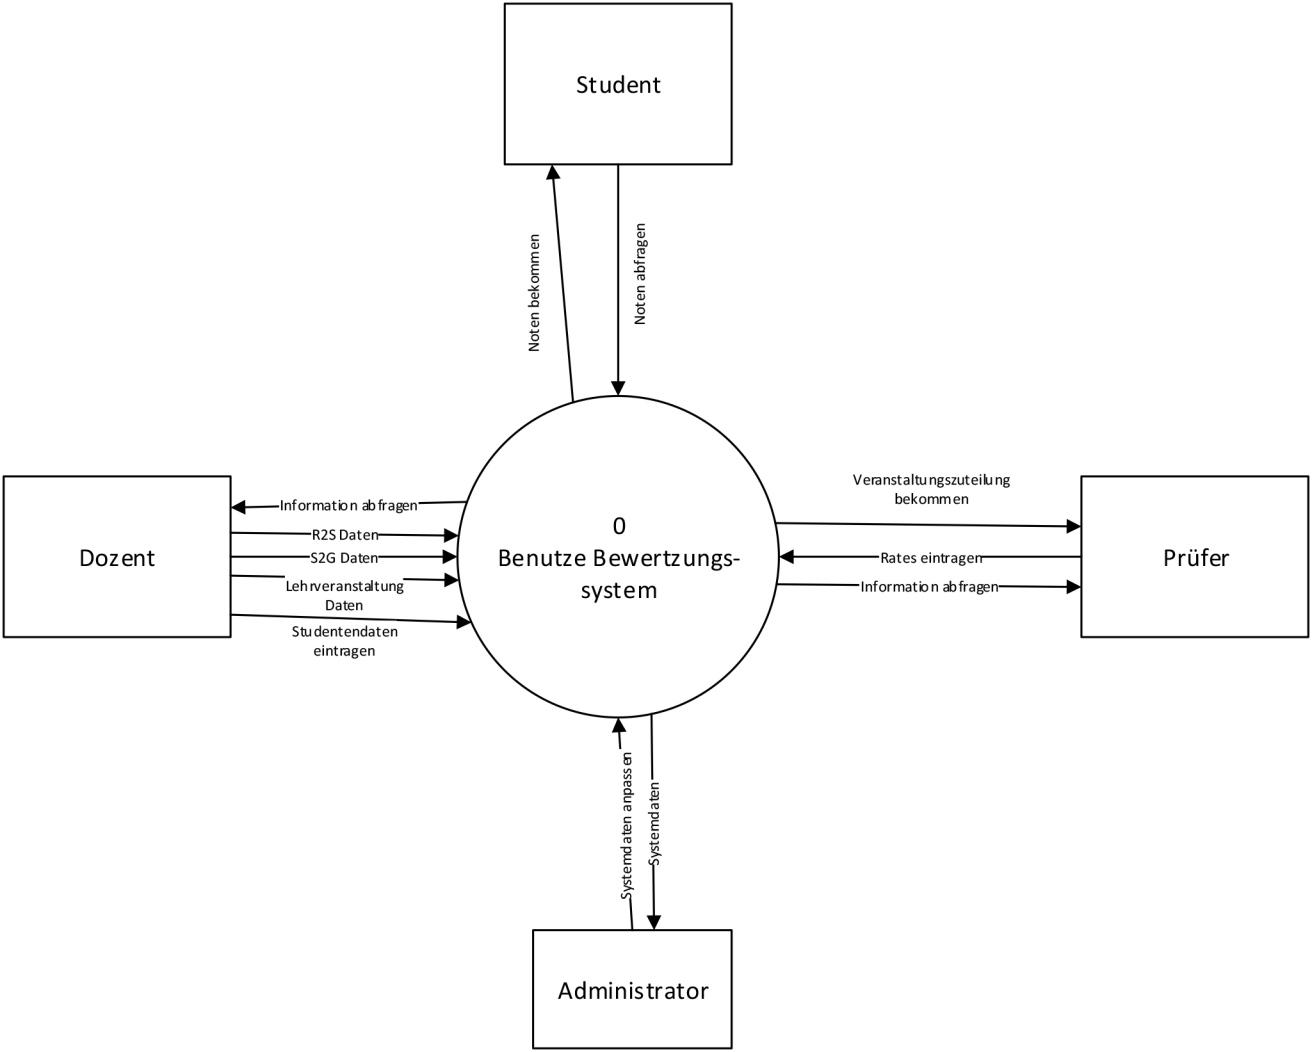 Student
Noten bekommen
Noten abfragen
Dozent
Information abfragen
R2S Daten
S2G Daten
Lehrveranstaltung
Daten
Studentendaten
eintragen
0
Benutze Bewertzungs-
system
Veranstaltungszuteilung
bekommen
Rates eintragen
Information abfragen
Prüfer
Systemdaten anpassen
Systemdaten
Administrator